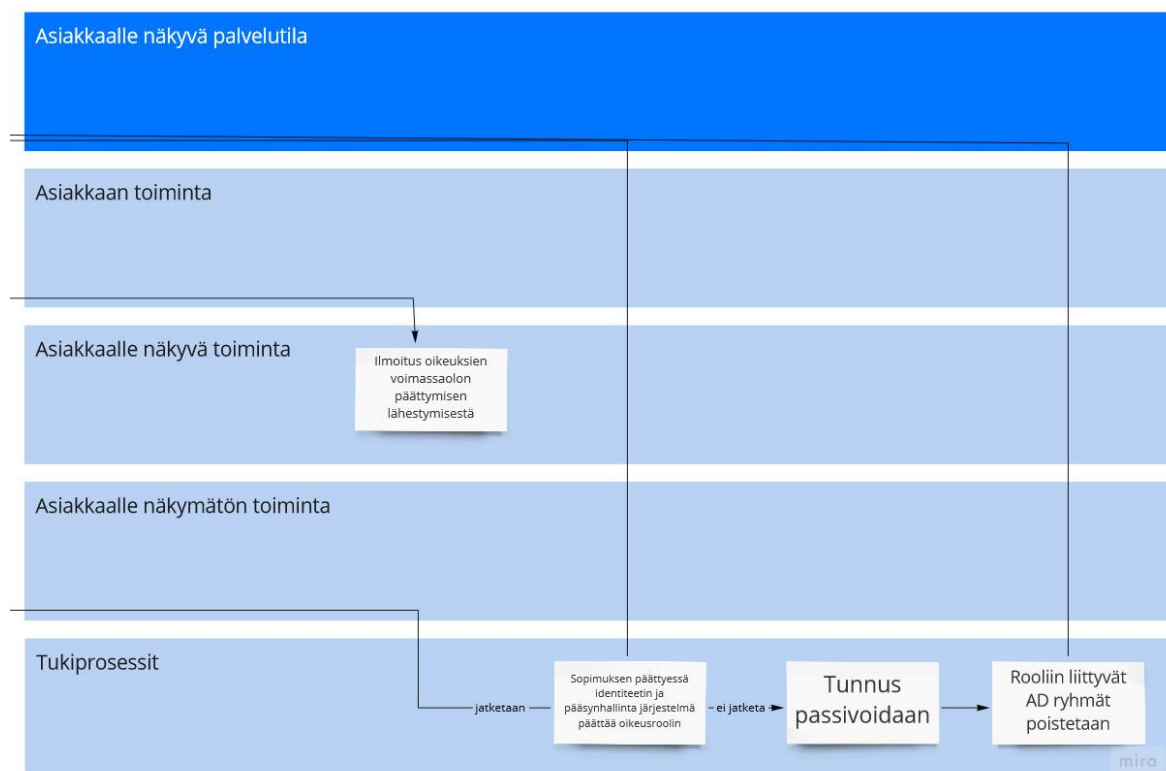 Asiakkaalle näkyvä palvelutila
Asiakkaan toiminta
Asiakkaalle näkyvä toiminta
Ilmoitus oikeuksien
voimassaolon
päättymisen
lähestymisestä
Asiakkaalle näkymätön toiminta
Tukiprosessit
jatketaan
Sopimuksen päättyessä
identiteetin ja
pääsynhallinta järjestelmä
päättää oikeusroolin
ei jatketa
Tunnus
passivoidaan
Rooliin liittyvät
AD ryhmät
poistetaan
miro